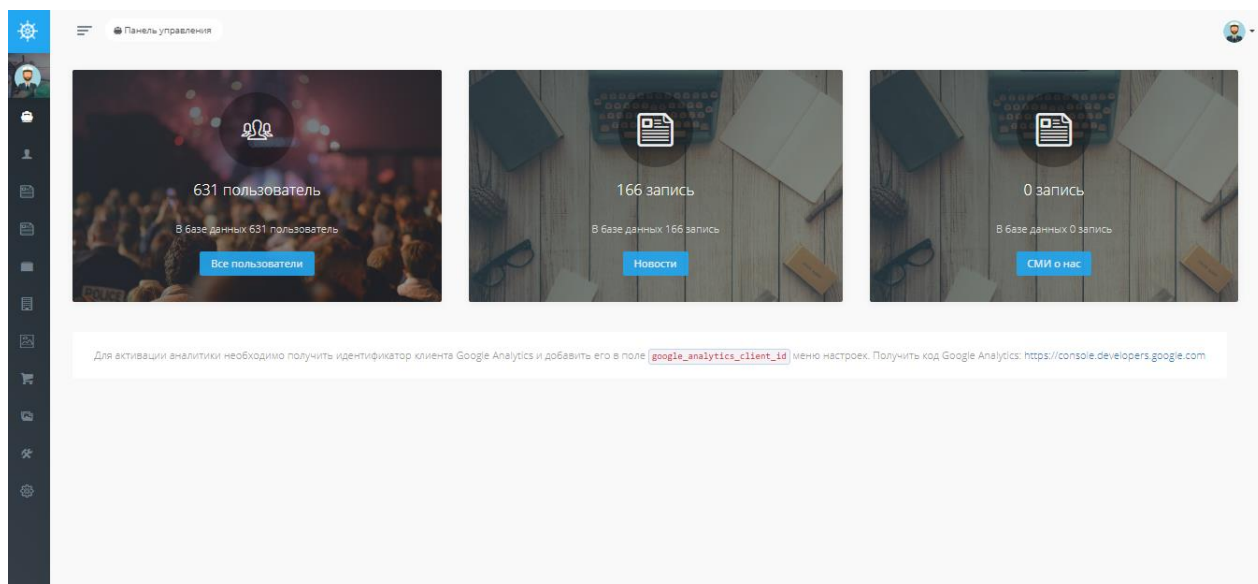 Панель управления
631 пользователь
В базе данных 631 пользователь
Все пользователи
166 запись
В базе данных 166 запись
Новости
0 запись
В базе данных 0 запись
СМИ о нас
POLICE
Для активации аналитики необходимо получить идентификатор клиента Google Analytics и добавить его в поле google_analytics_client_id меню настроек. Получить код Google Analytics: https://console.developers.google.com